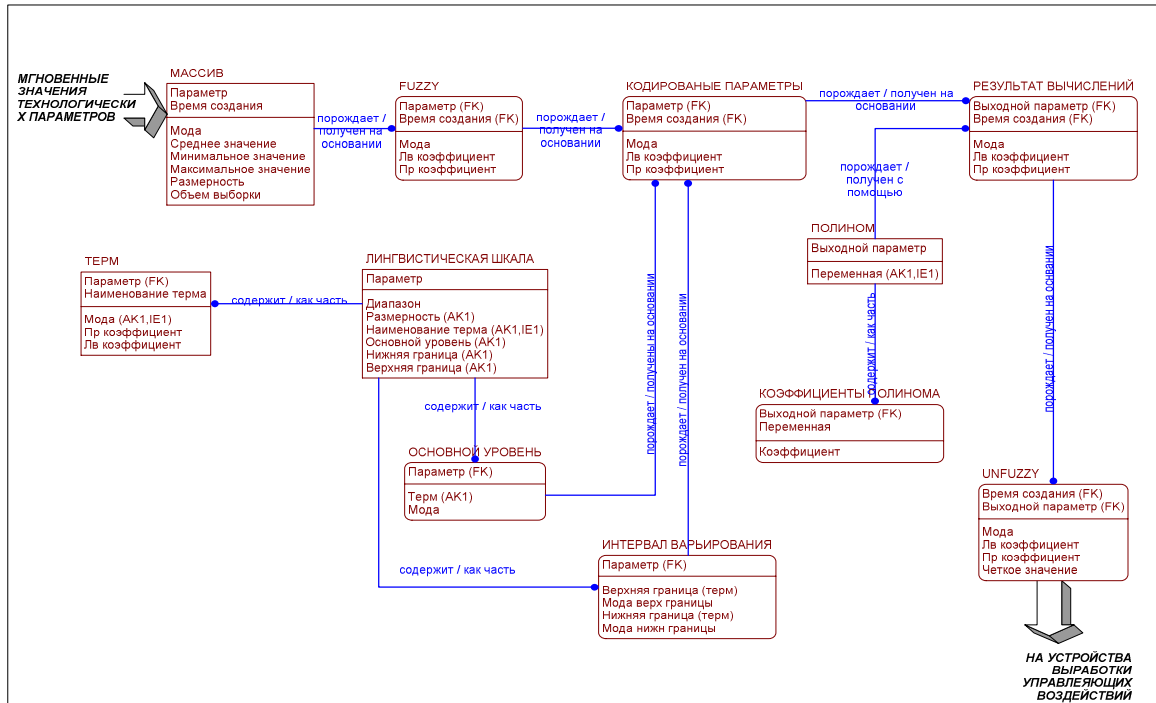 МГНОВЕННЫЕ
ЗНАЧЕНИЯ
ТЕХНОЛОГИЧЕСКИ
Х ПАРАМЕТРОВ
МАССИВ
Параметр
Время создания
Мода
Среднее значение
Минимальное значение
Максимальное значение
Размерность
Объем выборки
порождает /
получен на
основании
FUZZY
Параметр (FK)
Время создания (FK)
Мода
Лв коэффициент
Пр коэффициент
порождает /
получен на
основании
КОДИРОВАНЫЕ ПАРАМЕТРЫ
Параметр (FK)
Время создания (FK)
Мода
Лв коэффициент
Пр коэффициент
порождает / получен на
основании
РЕЗУЛЬТАТ ВЫЧИСЛЕНИЙ
Выходной параметр (FK)
Время создания (FK)
Мода
Лв коэффициент
Пр коэффициент
порождает /
получен с
помощью
ПОЛИНОМ
Выходной параметр
Переменная (AK1,IE1)
содержит / как часть
КОЭФФИЦИЕНТЫ ПОЛИНОМА
Выходной параметр (FK)
Переменная
Коэффициент
порождает / получен на оснвании
ТЕРМ
Параметр (FK)
Наименование терма
Мода (AK1,IE1)
Пр коэффициент
Лв коэффициент
содержит / как часть
ЛИНГВИСТИЧЕСКАЯ ШКАЛА
Параметр
Диапазон
Размерность (AK1)
Наименование терма (AK1,IE1)
Основной уровень (AK1)
Нижняя граница (AK1)
Верхняя граница (AK1)
содержит / как часть
ОСНОВНОЙ УРОВЕНЬ
Параметр (FK)
Терм (AK1)
Мода
порождает / получены на основании
порождает / получен на основании
содержит / как часть
ИНТЕРВАЛ ВАРЬИРОВАНИЯ
Параметр (FK)
Верхняя граница (терм)
Мода верх границы
Нижняя граница (терм)
Мода нижн границы
UNFUZZY
Время создания (FK)
Выходной параметр (FK)
Мода
Лв коэффициент
Пр коэффициент
Четкое значение
НА УСТРОЙСТВА
ВЫРАБОТКИ
УПРАВЛЕЯЮЩИХ
ВОЗДЕЙСТВИЙ